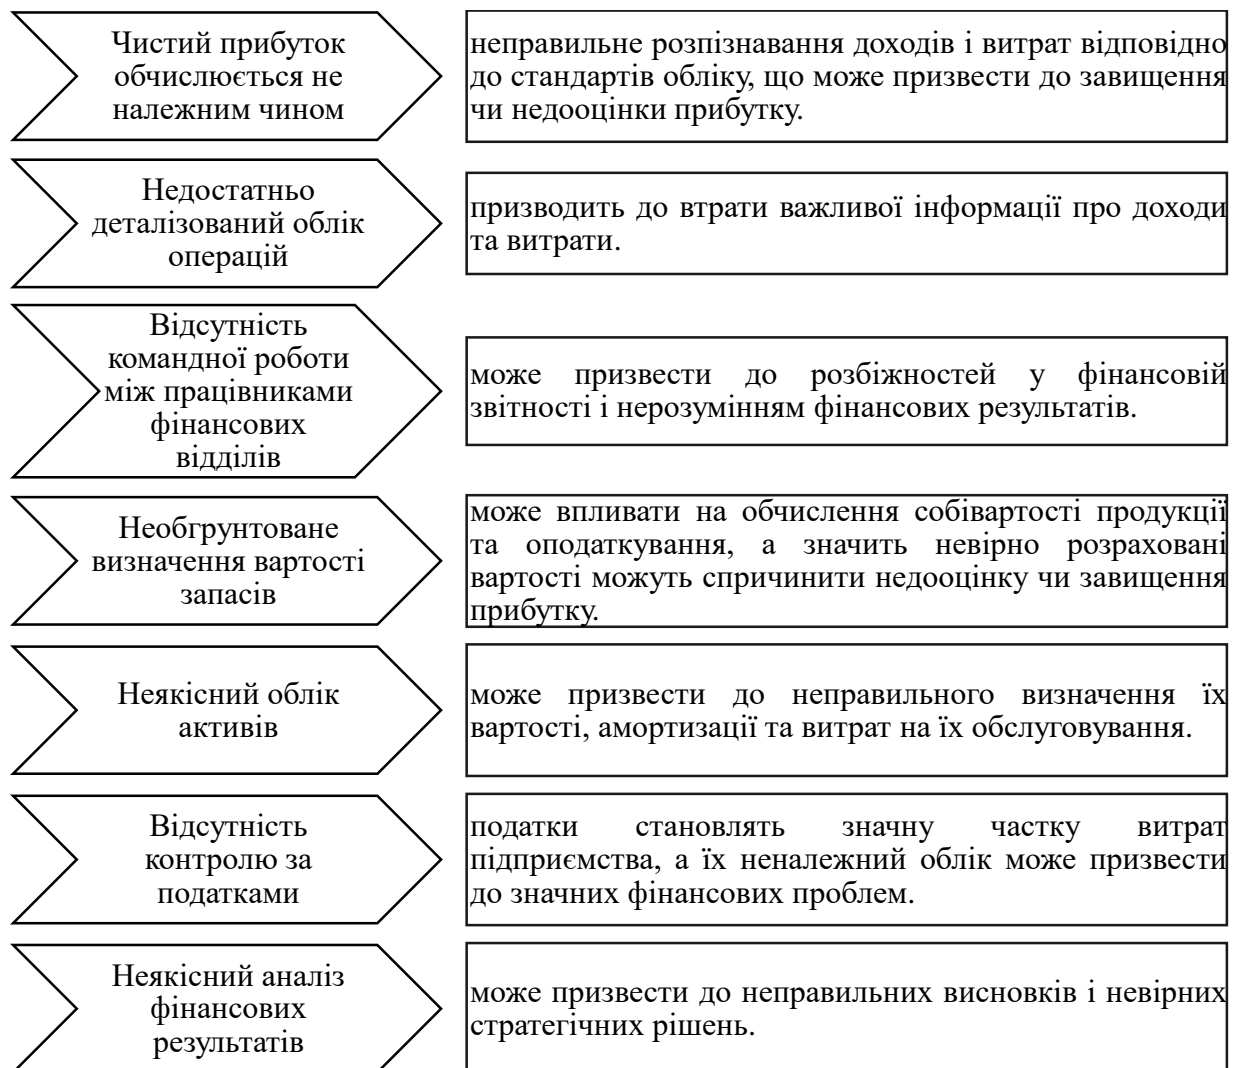 Чистий прибуток
обчислюється не
належним чином
неправильне розпізнавання доходів і витрат відповідно
до стандартів обліку, що може призвести до завищення
чи недооцінки прибутку.
Недостатньо
деталізований облік
операцій
призводить до втрати важливої інформації про доходи
та витрати.
Відсутність
командної роботи
між працівниками
фінансових
відділів
може призвести до розбіжностей у фінансовій
звітності і нерозумінням фінансових результатів.
Необгрунтоване
визначення вартості
запасів
може впливати на обчислення собівартості продукції
та оподаткування, а значить невірно розраховані
вартості можуть спричинити недооцінку чи завищення
прибутку.
Неякісний облік
активів
може призвести до неправильного визначення їх
вартості, амортизації та витрат на їх обслуговування.
Відсутність
контролю за
податками
податки становлять значну частку витрат
підприємства, а їх неналежний облік може призвести
до значних фінансових проблем.
Неякісний аналіз
фінансових
результатів
може призвести до неправильних висновків і невірних
стратегічних рішень.